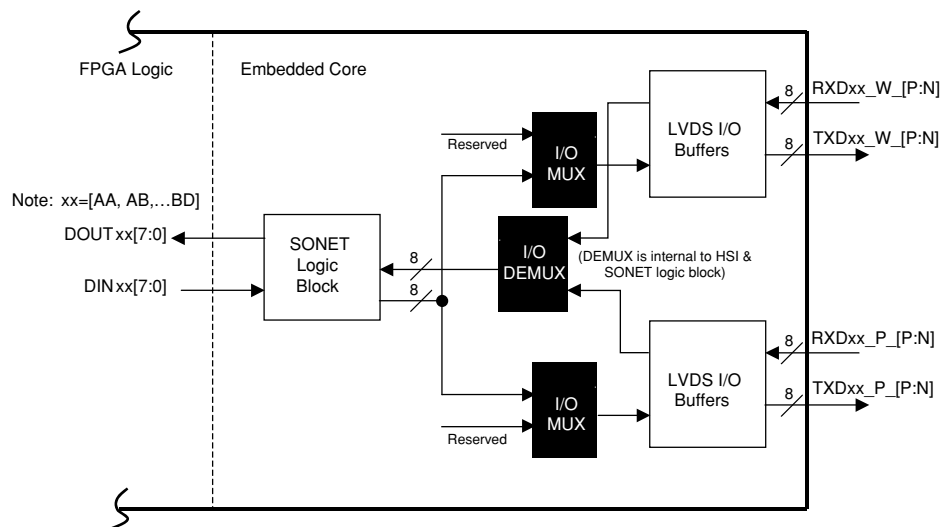 FPGA Logic
Embedded Core
8
RXDxx_W_[P:N]
Reserved
I/O
MUX
LVDS I/O
Buffers
8
TXDxx_W_[P:N]
Note: xx=[AA, AB,...BD]
DOUTxx[7:0]
DINxx[7:0]
SONET
Logic
Block
8
8
I/O
DEMUX
(DEMUX is internal to HSI &
SONET logic block)
8
RXDxx_P_[P:N]
LVDS I/O
Buffers
8
TXDxx_P_[P:N]
I/O
MUX
Reserved